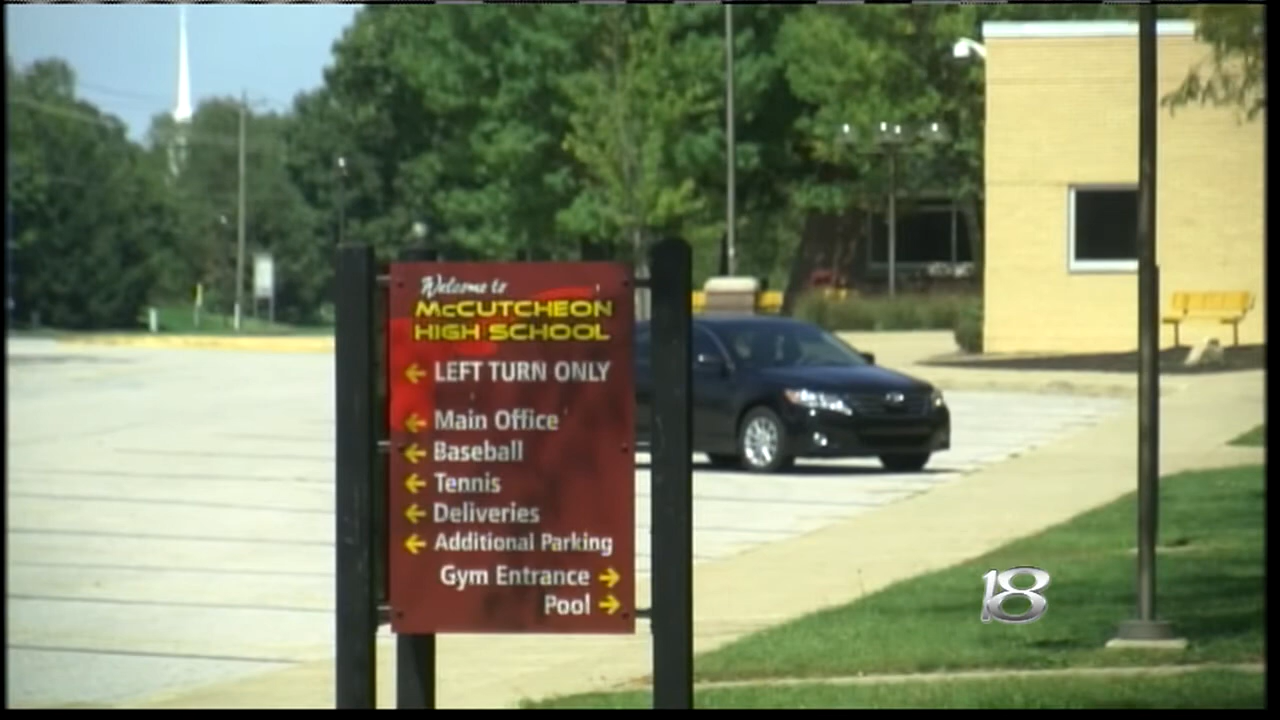 Welcome to
McCUTCHEON
HIGH SCHOOL
← LEFT TURN ONLY
← Main Office
← Baseball
← Tennis
← Deliveries
← Additional Parking
Gym Entrance →
Pool →
18